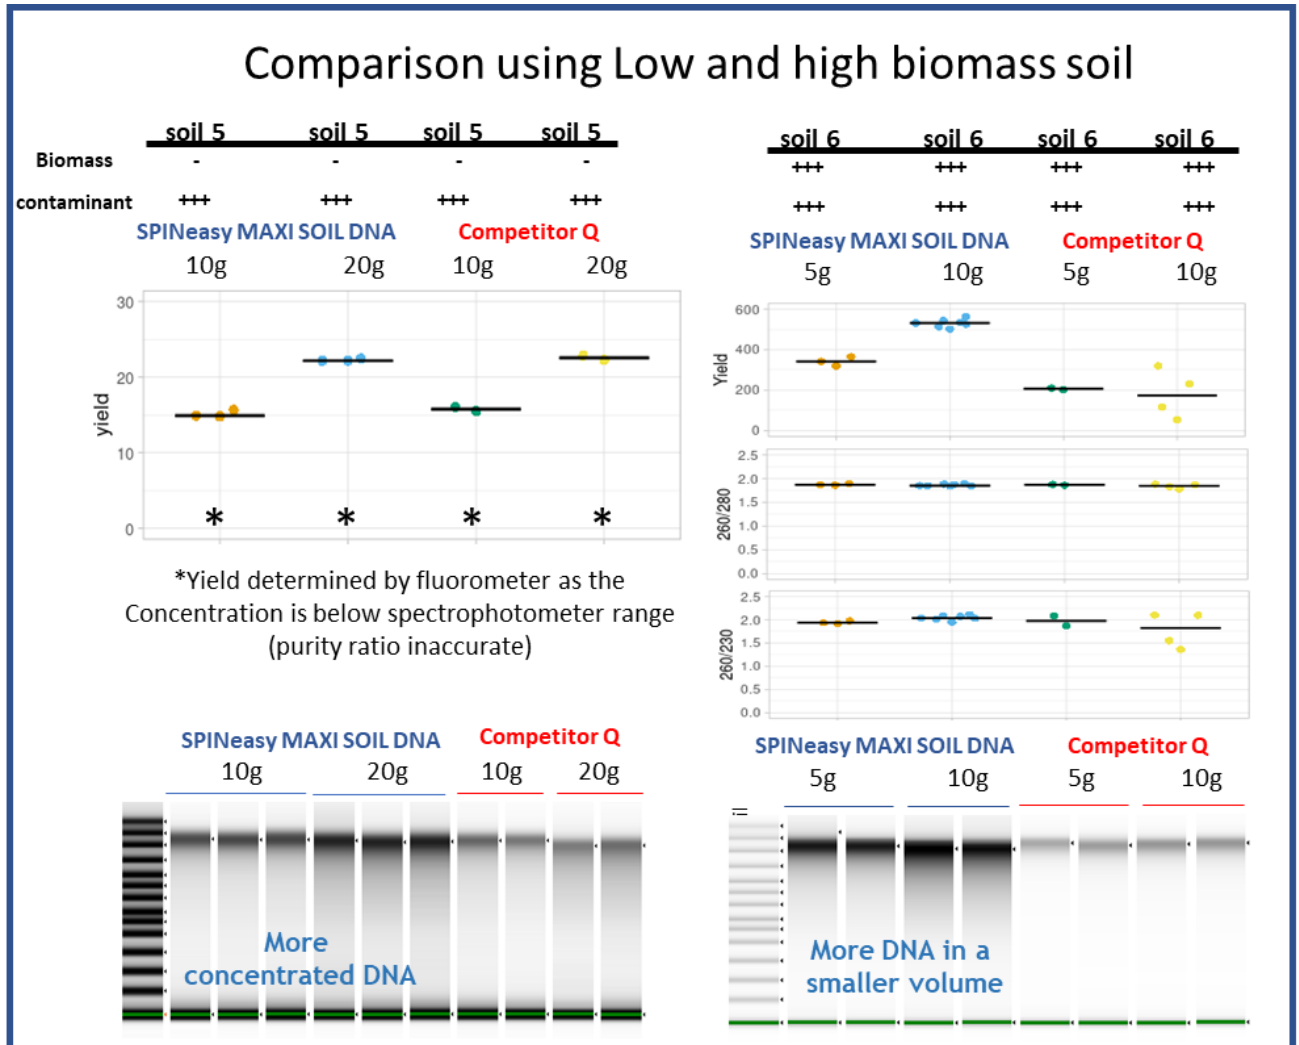 Comparison using Low and high biomass soil
soil 5 soil 5 soil 5 soil 5
Biomass - - - -
contaminant +++ +++ +++ +++
SPINeasy MAXI SOIL DNA Competitor Q
10g 20g 10g 20g
30
20
10
0
yield
* * * *
*Yield determined by fluorometer as the
Concentration is below spectrophotometer range
(purity ratio inaccurate)
SPINeasy MAXI SOIL DNA Competitor Q
10g 20g 10g 20g
More
concentrated DNA
soil 6 soil 6 soil 6 soil 6
+++ +++ +++ +++
+++ +++ +++ +++
SPINeasy MAXI SOIL DNA Competitor Q
5g 10g 5g 10g
600
400
200
0
Yield
2.5
2.0
1.5
1.0
0.5
0.0
260/280
2.5
2.0
1.5
1.0
0.5
0.0
260/230
SPINeasy MAXI SOIL DNA Competitor Q
5g 10g 5g 10g
More DNA in a
smaller volume